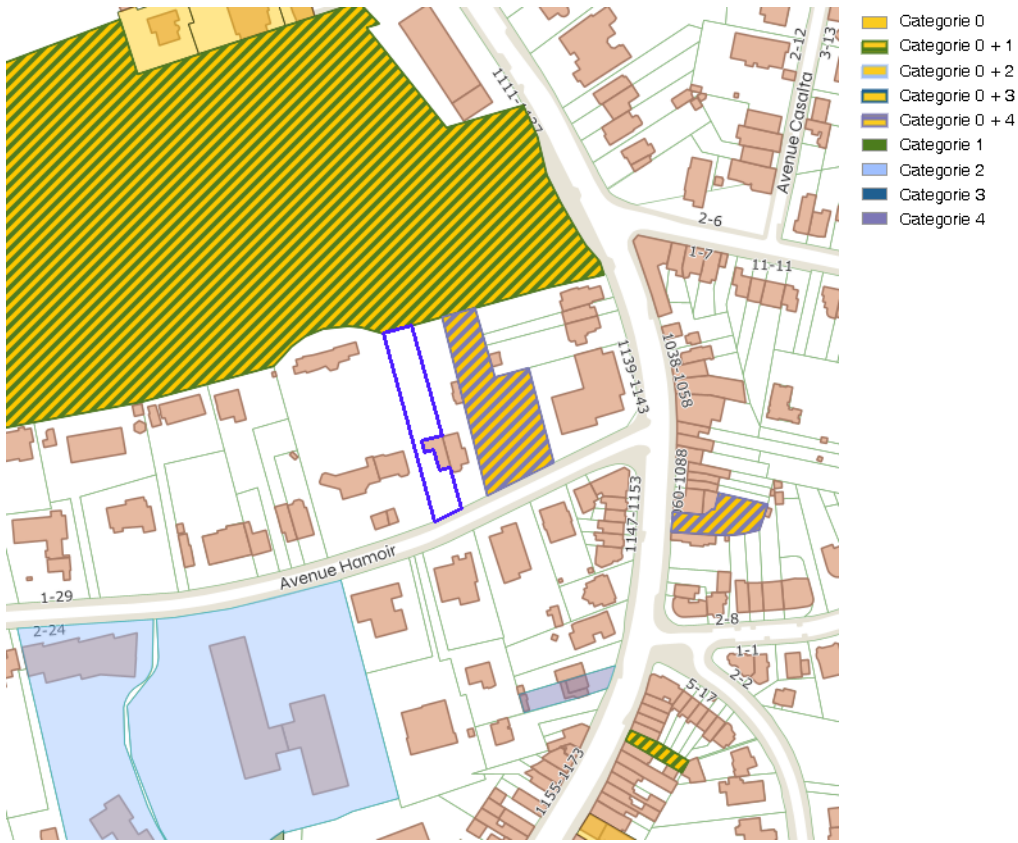 Categorie 0
Categorie 0 + 1
Categorie 0 + 2
Categorie 0 + 3
Categorie 0 + 4
Categorie 1
Categorie 2
Categorie 3
Categorie 4
2-12
3-13
Avenue Casalta
2-6
1-7
11-11
1139-1143
1038-1058
1147-1153
Avenue Hamoir
1-29
2-24
2-8
1-1
2-2
5-17
1155-1173